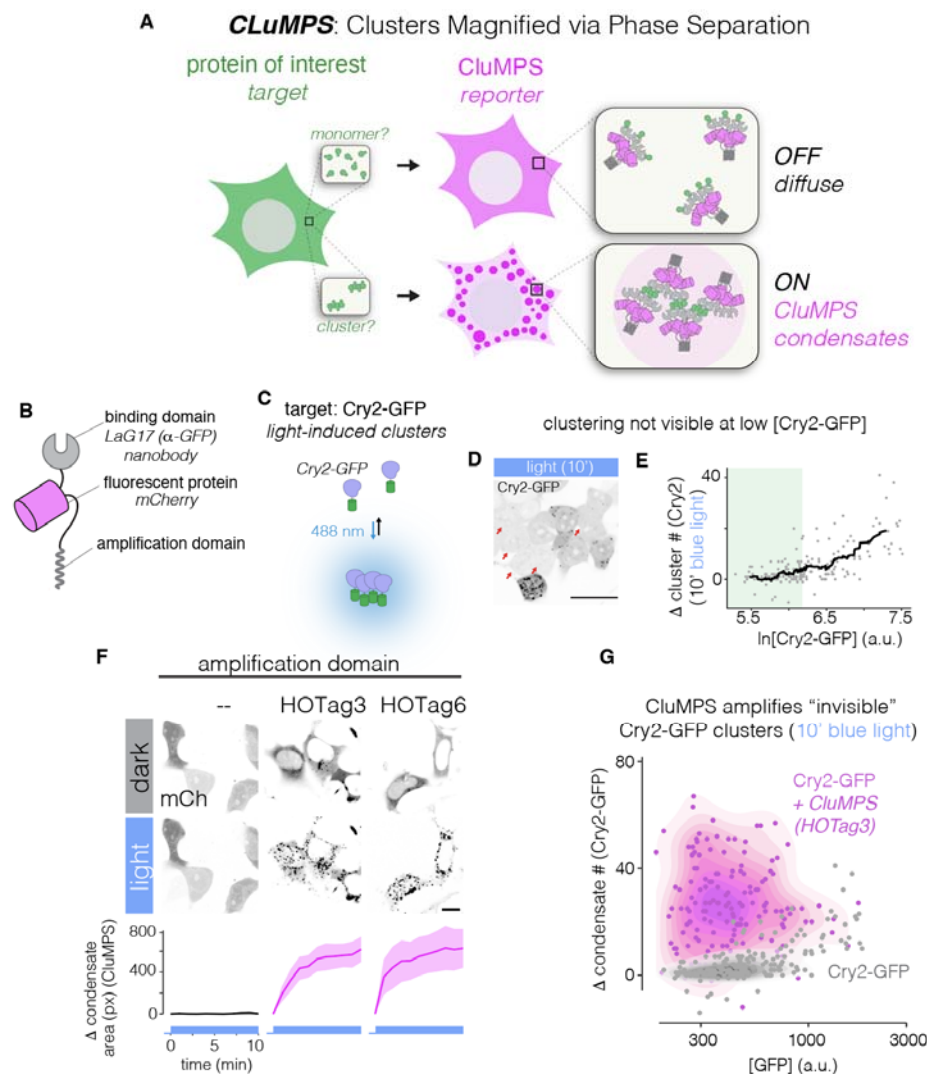 A
CLuMPS: Clusters Magnified via Phase Separation
protein of interest
target
CluMPS
reporter
monomer?
cluster?
OFF
diffuse
ON
CluMPS
condensates
B
binding domain
LaG17 (α-GFP)
nanobody
fluorescent protein
mCherry
amplification domain
C
target: Cry2-GFP
light-induced clusters
Cry2-GFP
488 nm
clustering not visible at low [Cry2-GFP]
D
light (10')
Cry2-GFP
E
Δ cluster # (Cry2)
(10' blue light)
40
20
0
5.5
6.5
7.5
ln[Cry2-GFP] (a.u.)
F
amplification domain
--
HOTag3
HOTag6
dark
mCh
light
Δ condensate
area (px) (CluMPS)
800
400
0
0
5
10
time (min)
G
CluMPS amplifies “invisible”
Cry2-GFP clusters (10' blue light)
Δ condensate # (Cry2-GFP)
80
40
0
Cry2-GFP
+ CluMPS
(HOTag3)
Cry2-GFP
300
1000
3000
[GFP] (a.u.)